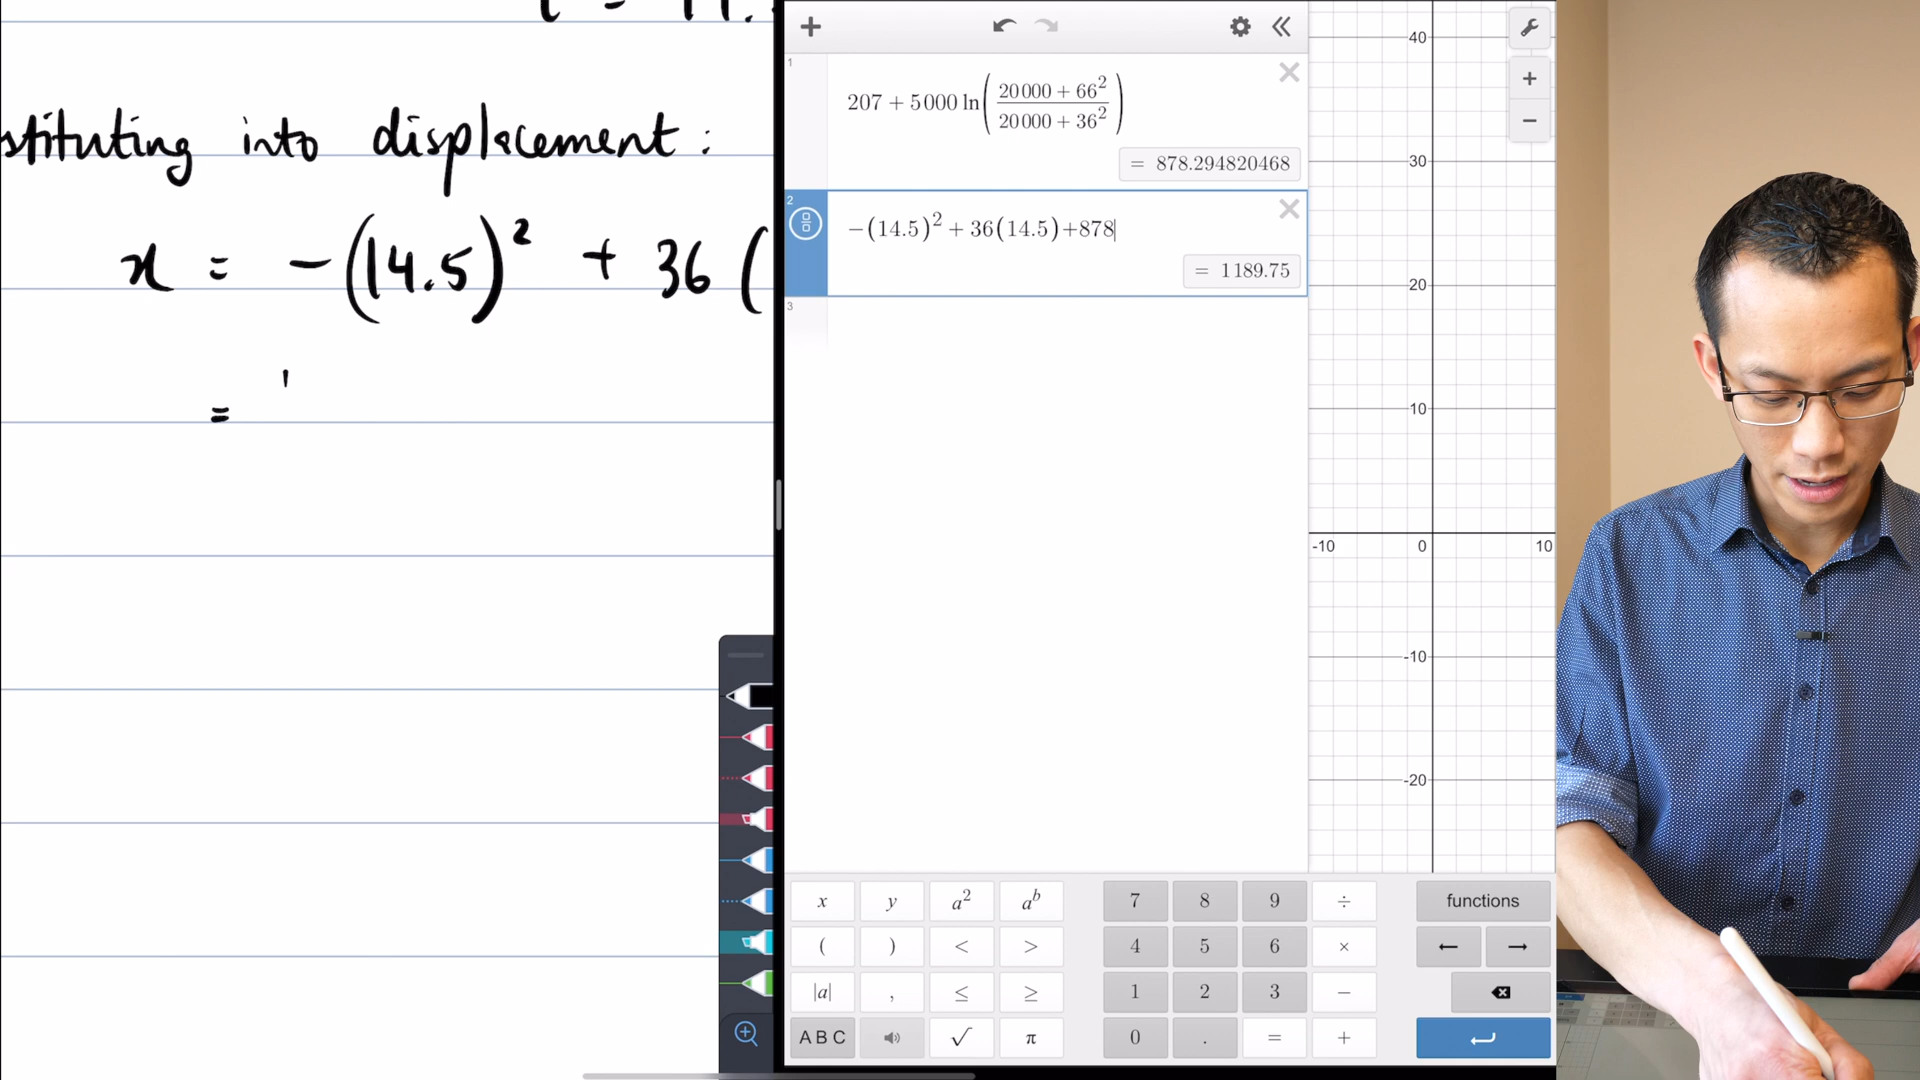 stituting into displacement :
x = -(14.5)² + 36 (
=
1
207 + 5000 ln( (20000 + 66²) / (20000 + 36²) )
= 878.294820468
2
-(14.5)² + 36(14.5)+878
= 1189.75
3
40
30
20
10
-10 0 10
-10
-20
x y a² aᵇ 7 8 9 ÷ functions
( ) < > 4 5 6 × ← →
|a| , ≤ ≥ 1 2 3 −
A B C √ π 0 . = +